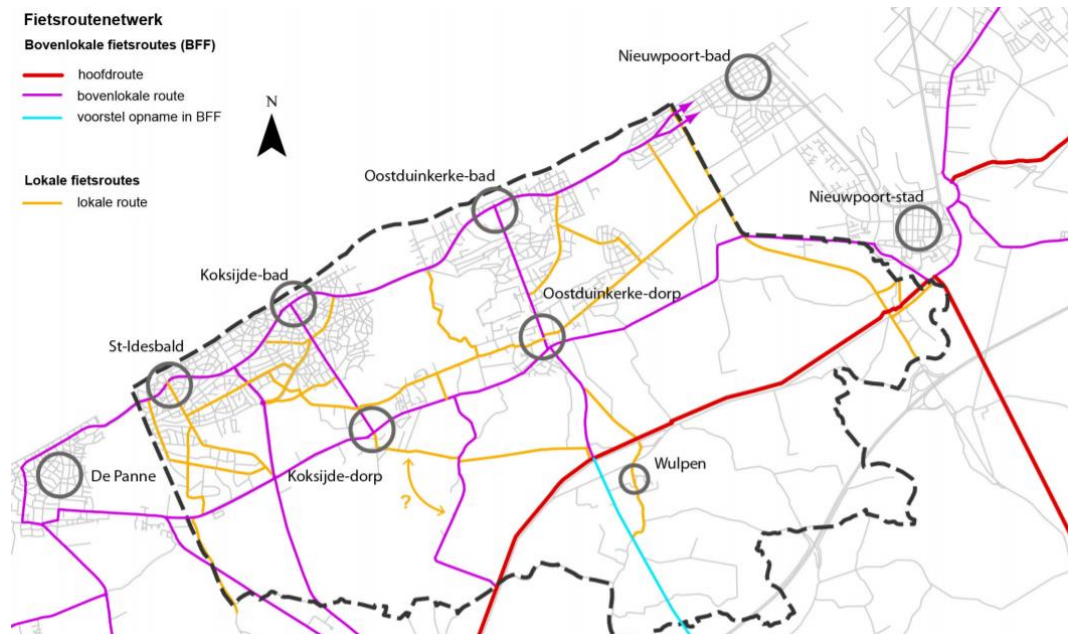 Fietsroutenetwerk
Bovenlokale fietsroutes (BFF)
hoofdroute
bovenlokale route
voorstel opname in BFF
N
Lokale fietsroutes
lokale route
Nieuwpoort-bad
Oostduinkerke-bad
Nieuwpoort-stad
Koksijde-bad
Oostduinkerke-dorp
St-Idesbald
De Panne
Koksijde-dorp
Wulpen
?